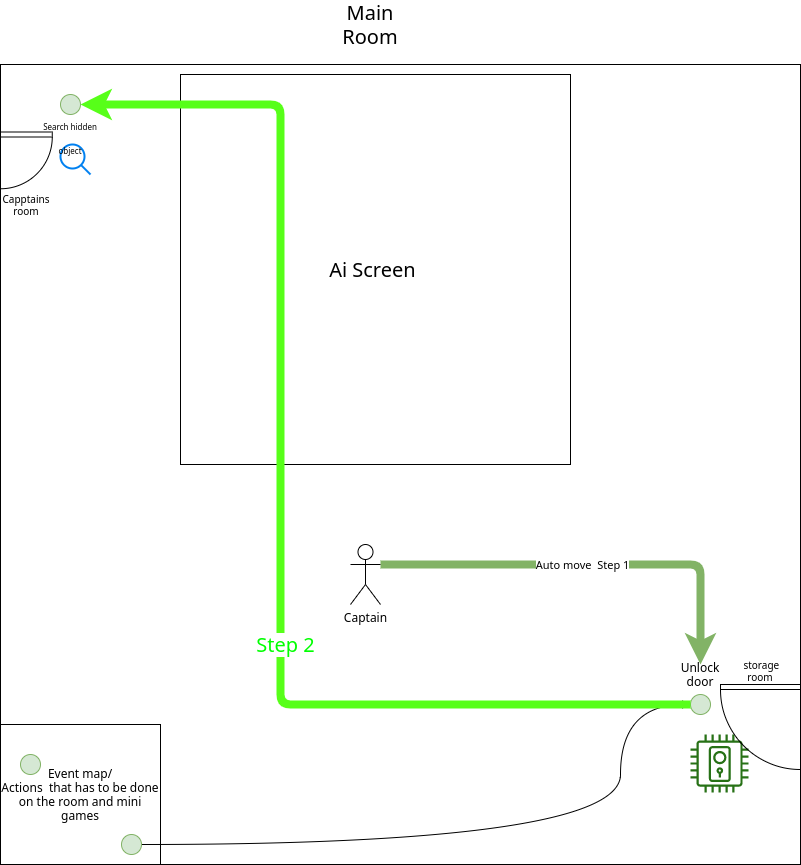 Main
Room
Search hidden
object
Capptains
room
Ai Screen
Auto move  Step 1
Captain
Step 2
Unlock
door
storage
room
Event map/
Actions  that has to be done
on the room and mini
games